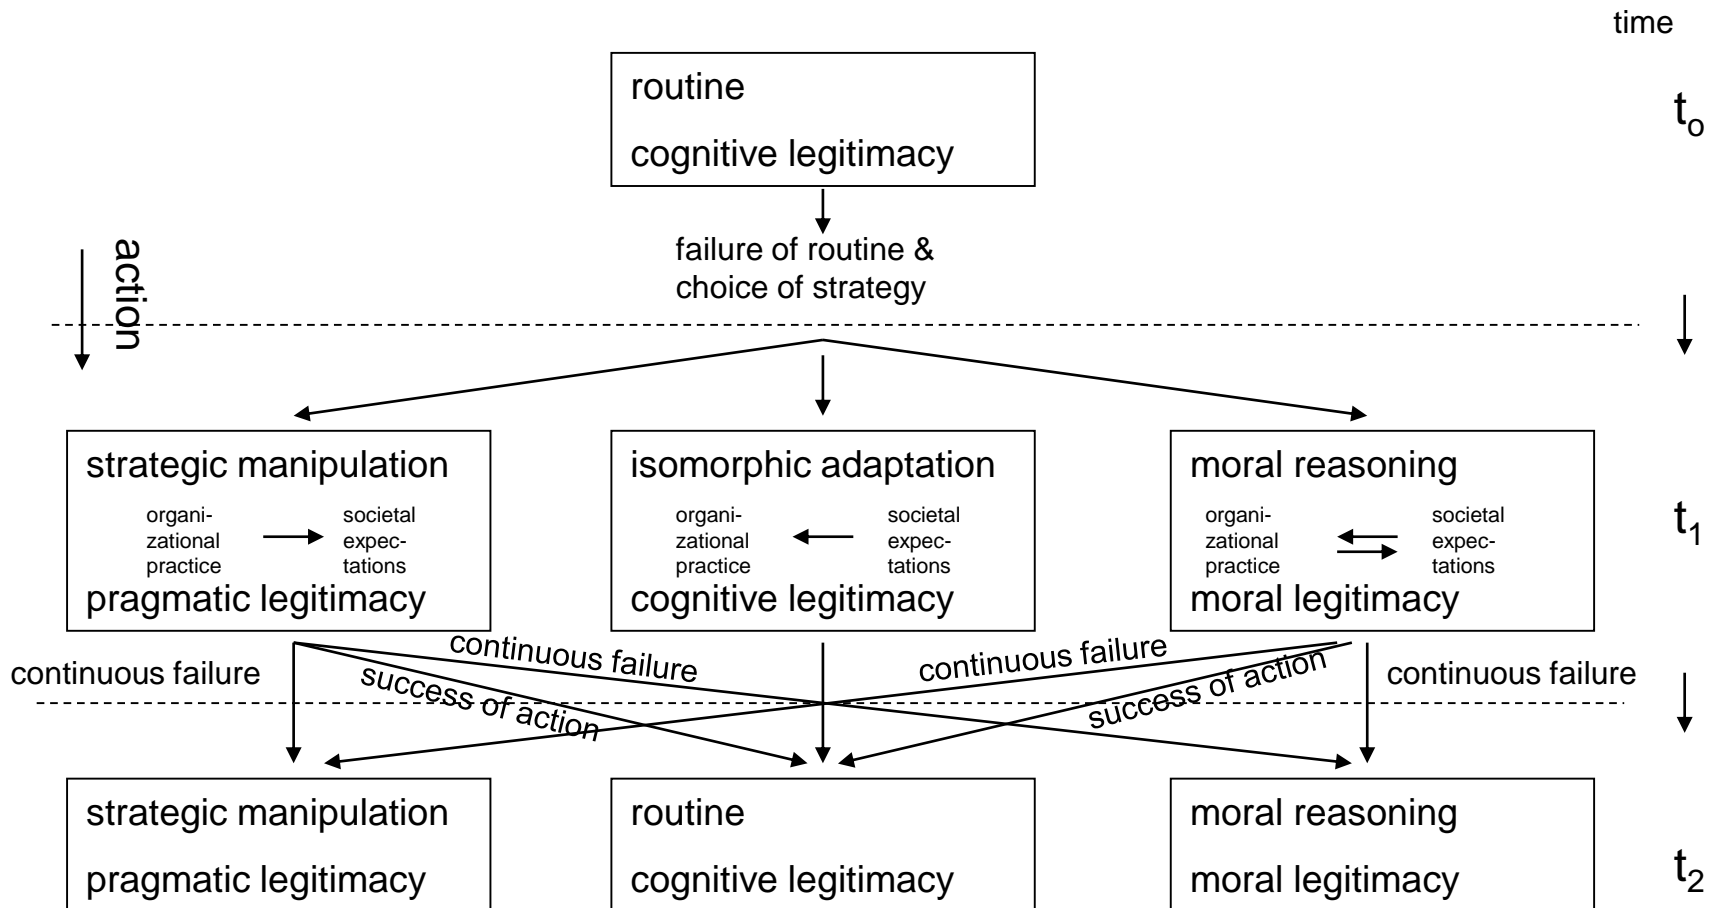 time
routine
cognitive legitimacy
t₀
action
failure of routine &
choice of strategy
strategic manipulation
organi-
zational
practice
societal
expec-
tations
pragmatic legitimacy
isomorphic adaptation
organi-
zational
practice
societal
expec-
tations
cognitive legitimacy
moral reasoning
organi-
zational
practice
societal
expec-
tations
moral legitimacy
t₁
continuous failure
continuous failure
success of action
continuous failure
success of action
continuous failure
strategic manipulation
pragmatic legitimacy
routine
cognitive legitimacy
moral reasoning
moral legitimacy
t₂